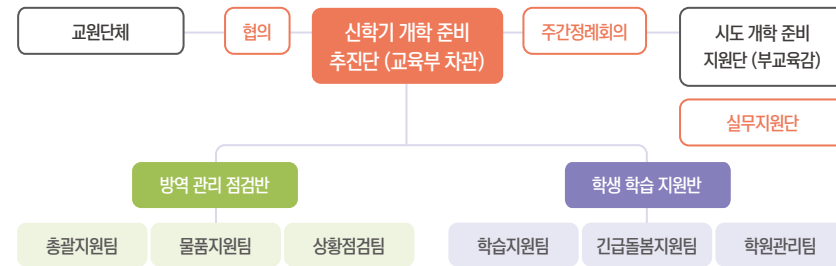 교원단체
협의
신학기 개학 준비
추진단 (교육부 차관)
주간정례회의
시도 개학 준비
지원단 (부교육감)
실무지원단
방역 관리 점검반
학생 학습 지원반
총괄지원팀
물품지원팀
상황점검팀
학습지원팀
긴급돌봄지원팀
학원관리팀